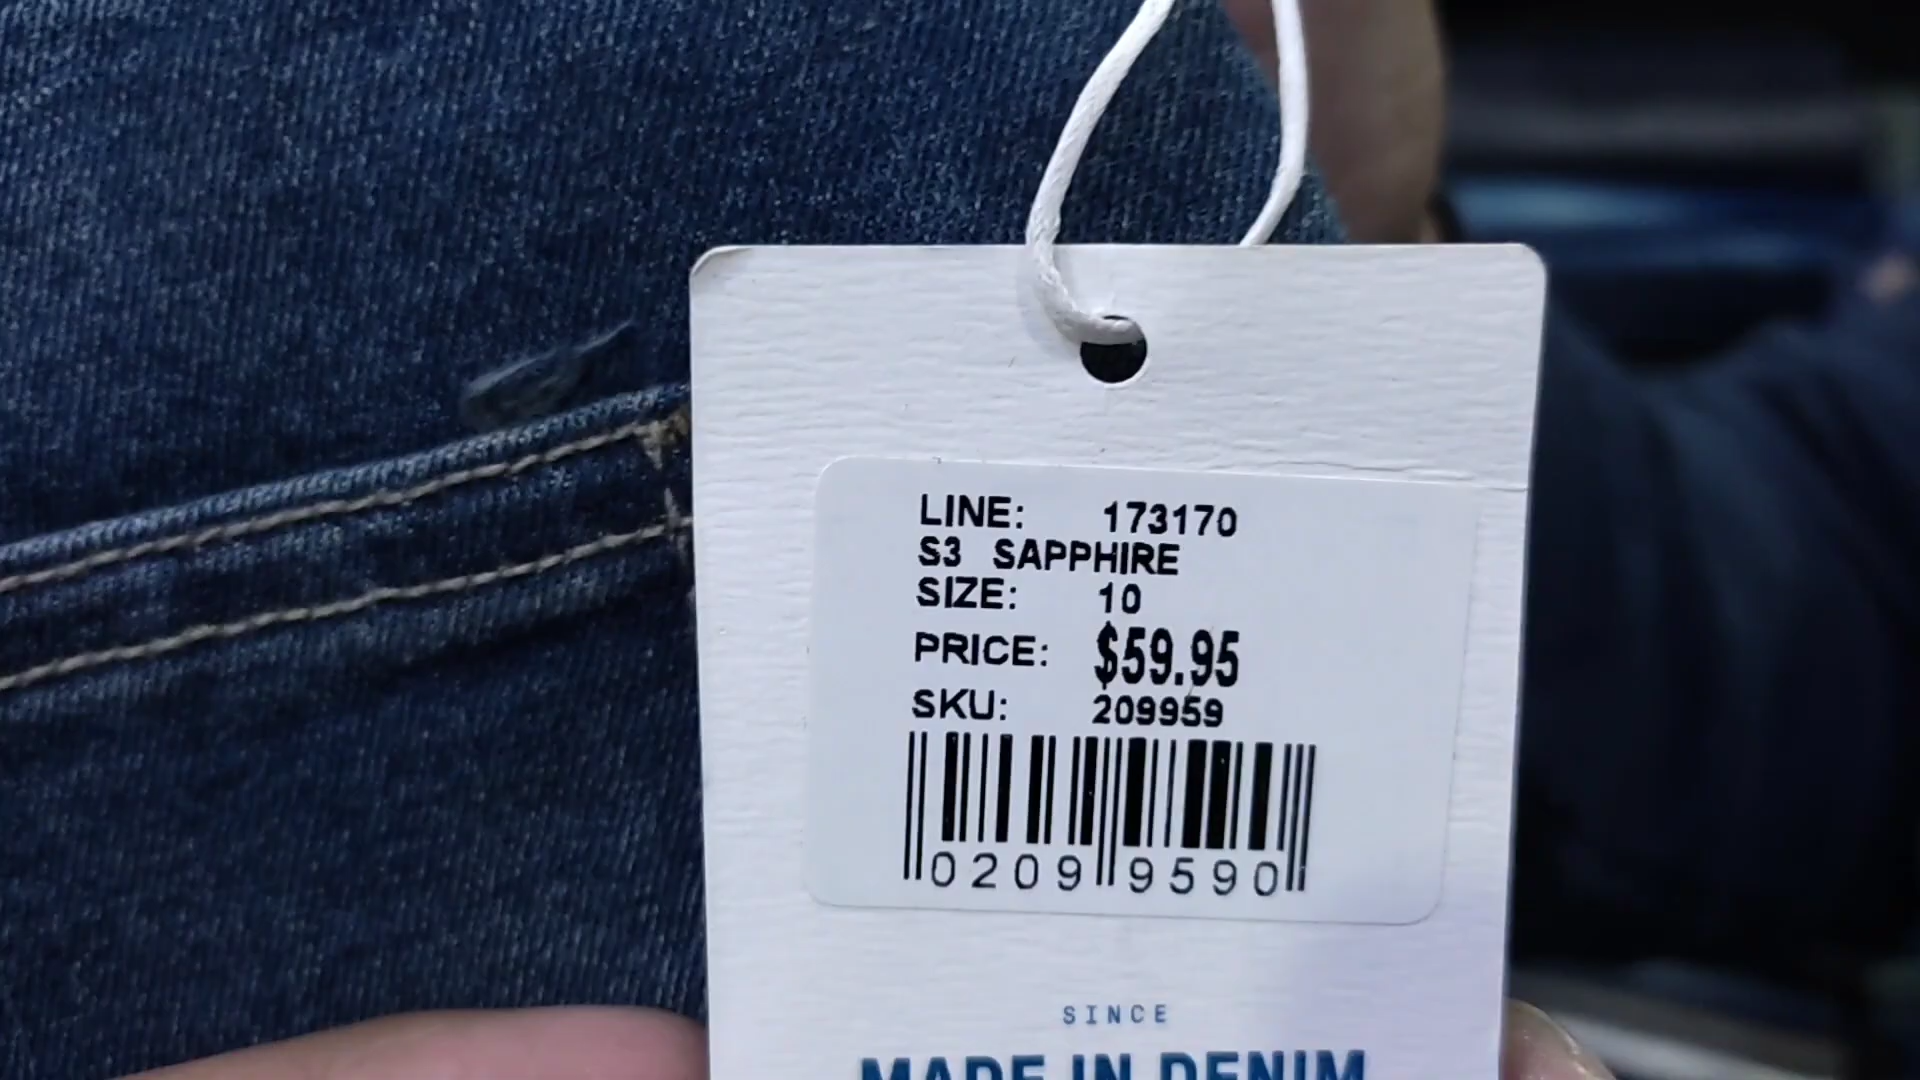 LINE: 173170
S3 SAPPHIRE
SIZE: 10
PRICE: $59.95
SKU: 209959
0209 9590
SINCE
MADE IN DENIM